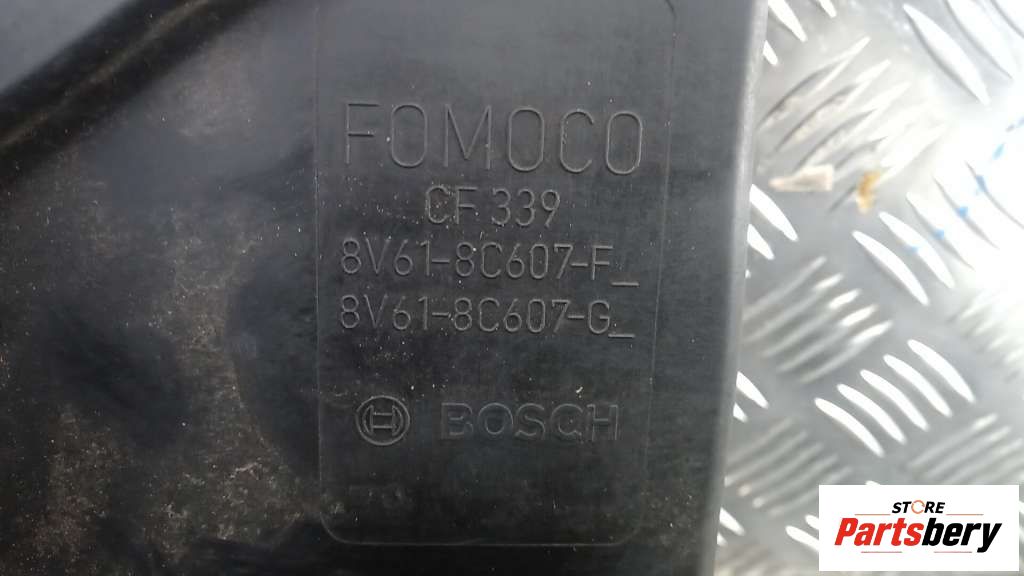 FOMOCO
CF 339
8V61-8C607-F_
8V61-8C607-G_
BOSCH
STORE
Partsbery